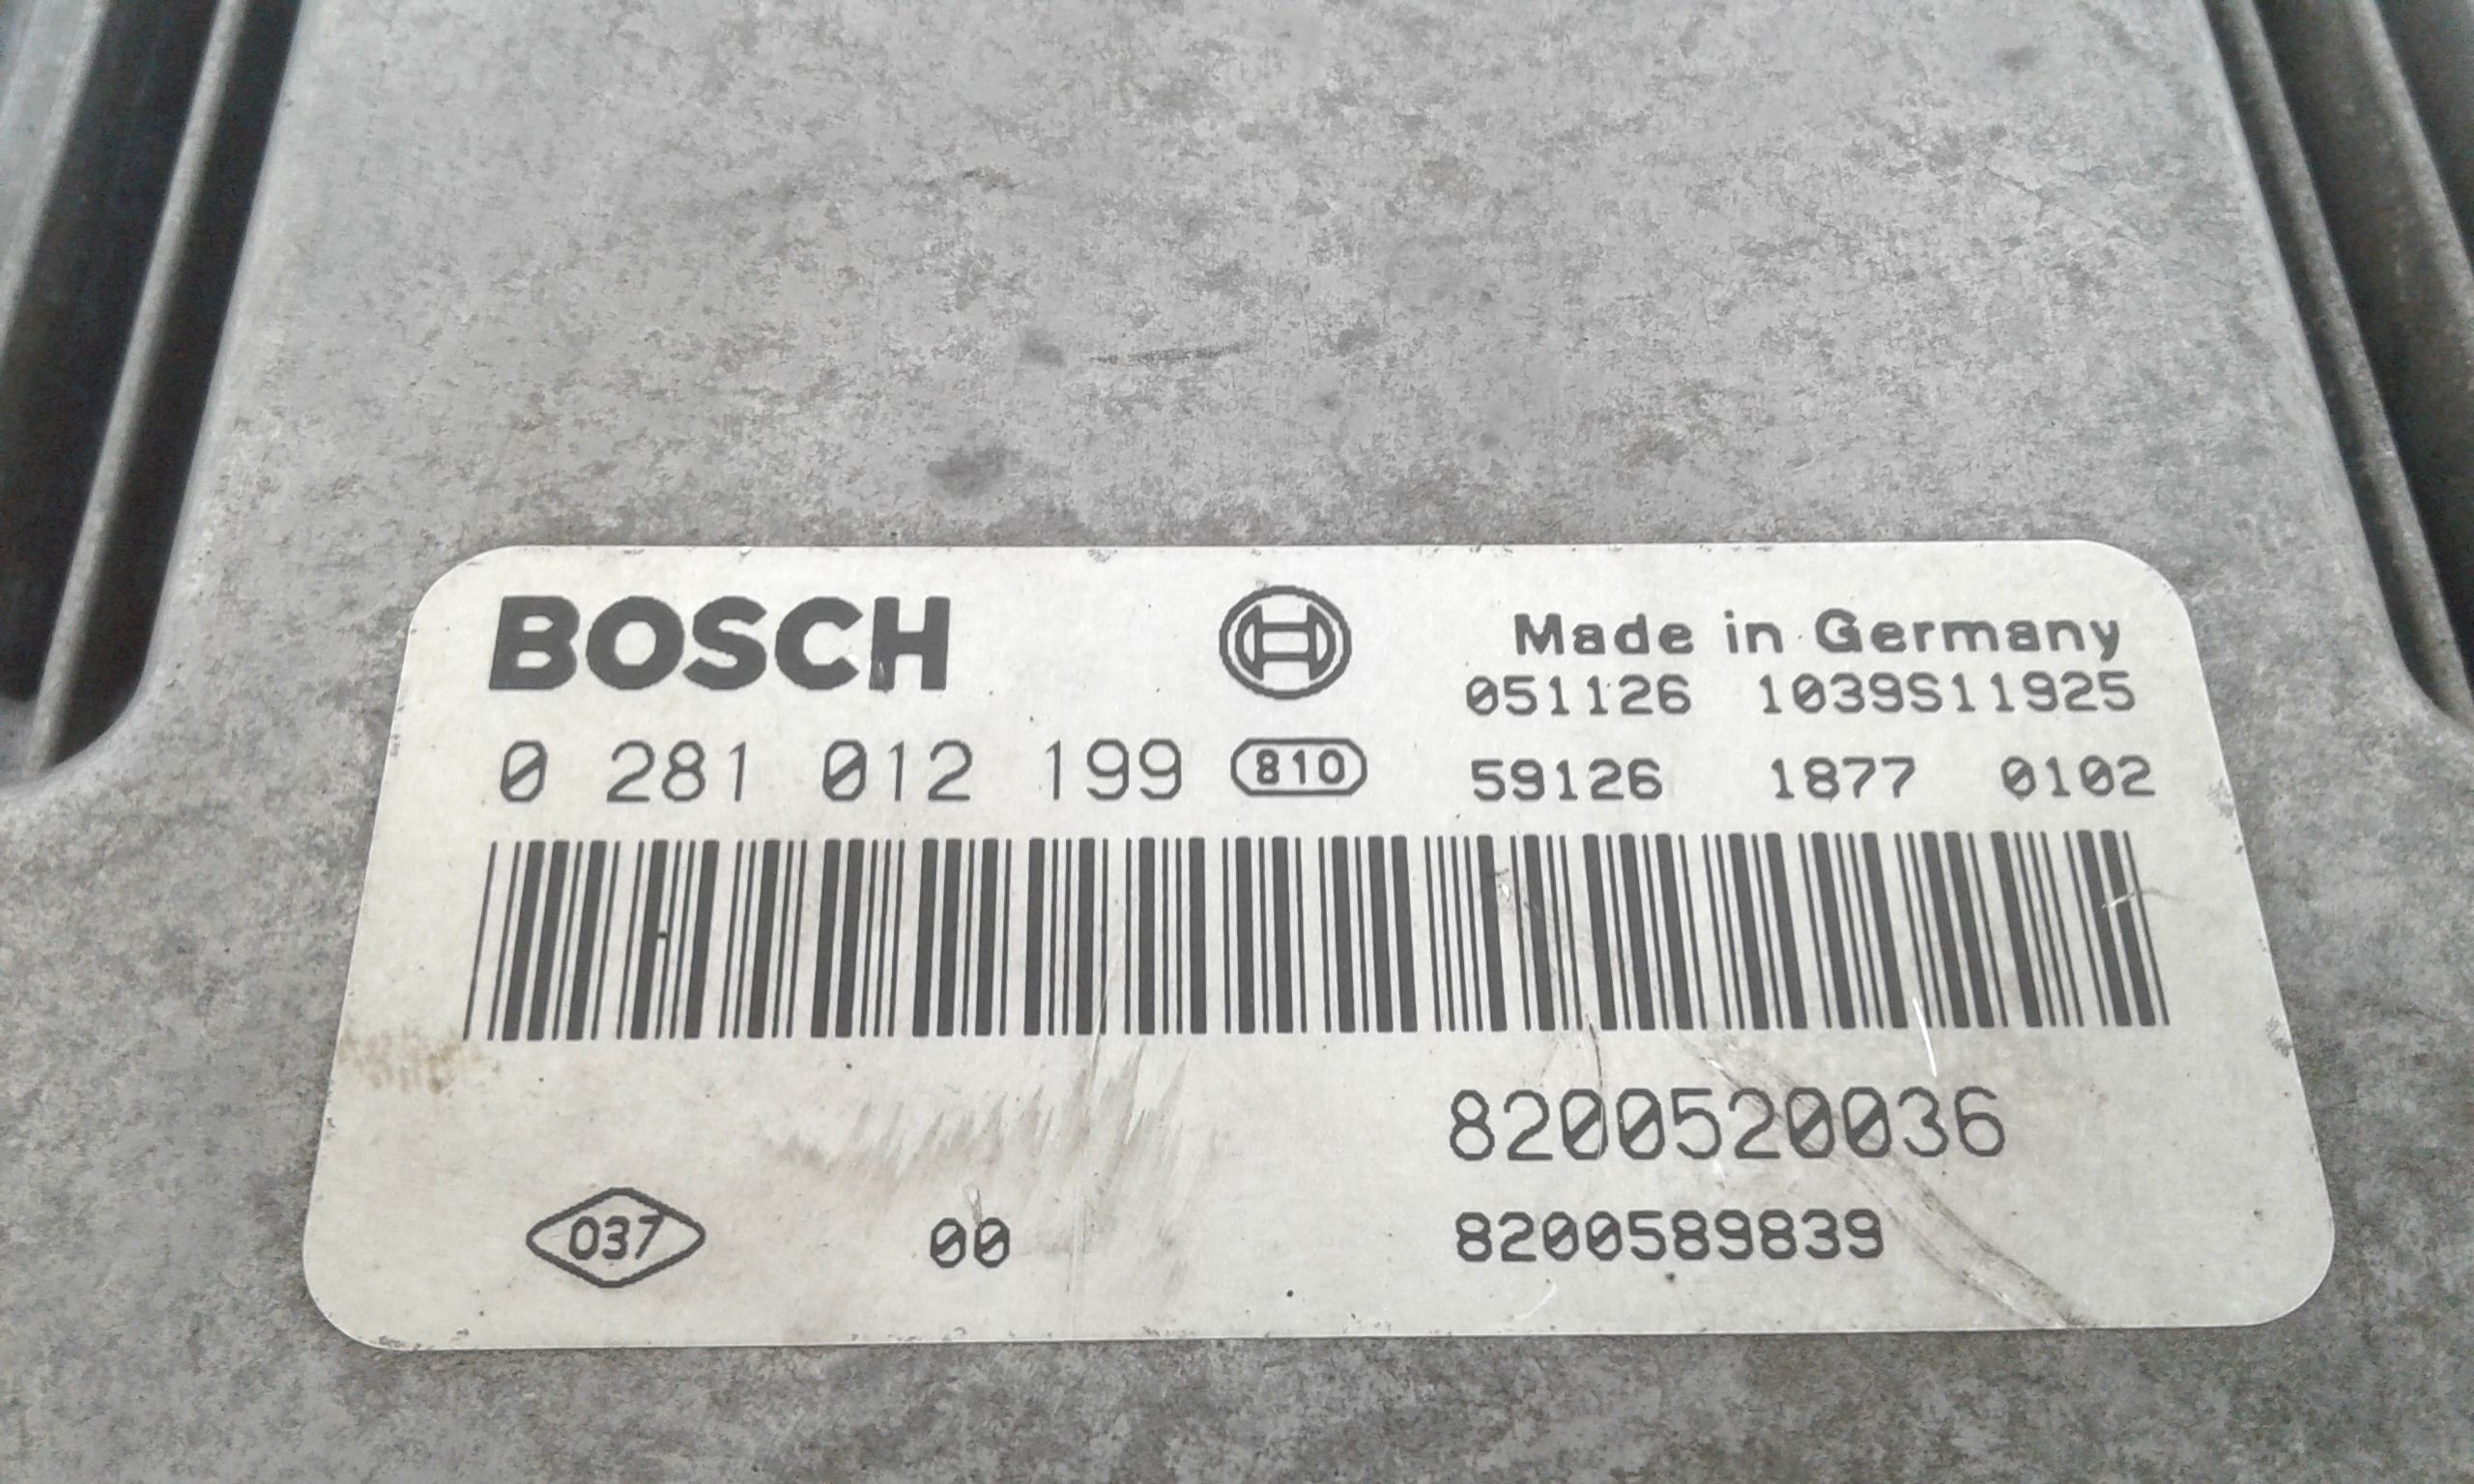 BOSCH
Made in Germany
051126 1039S11925
0 281 012 199 810
59126 1877 0102
8200520036
037 00 8200589839